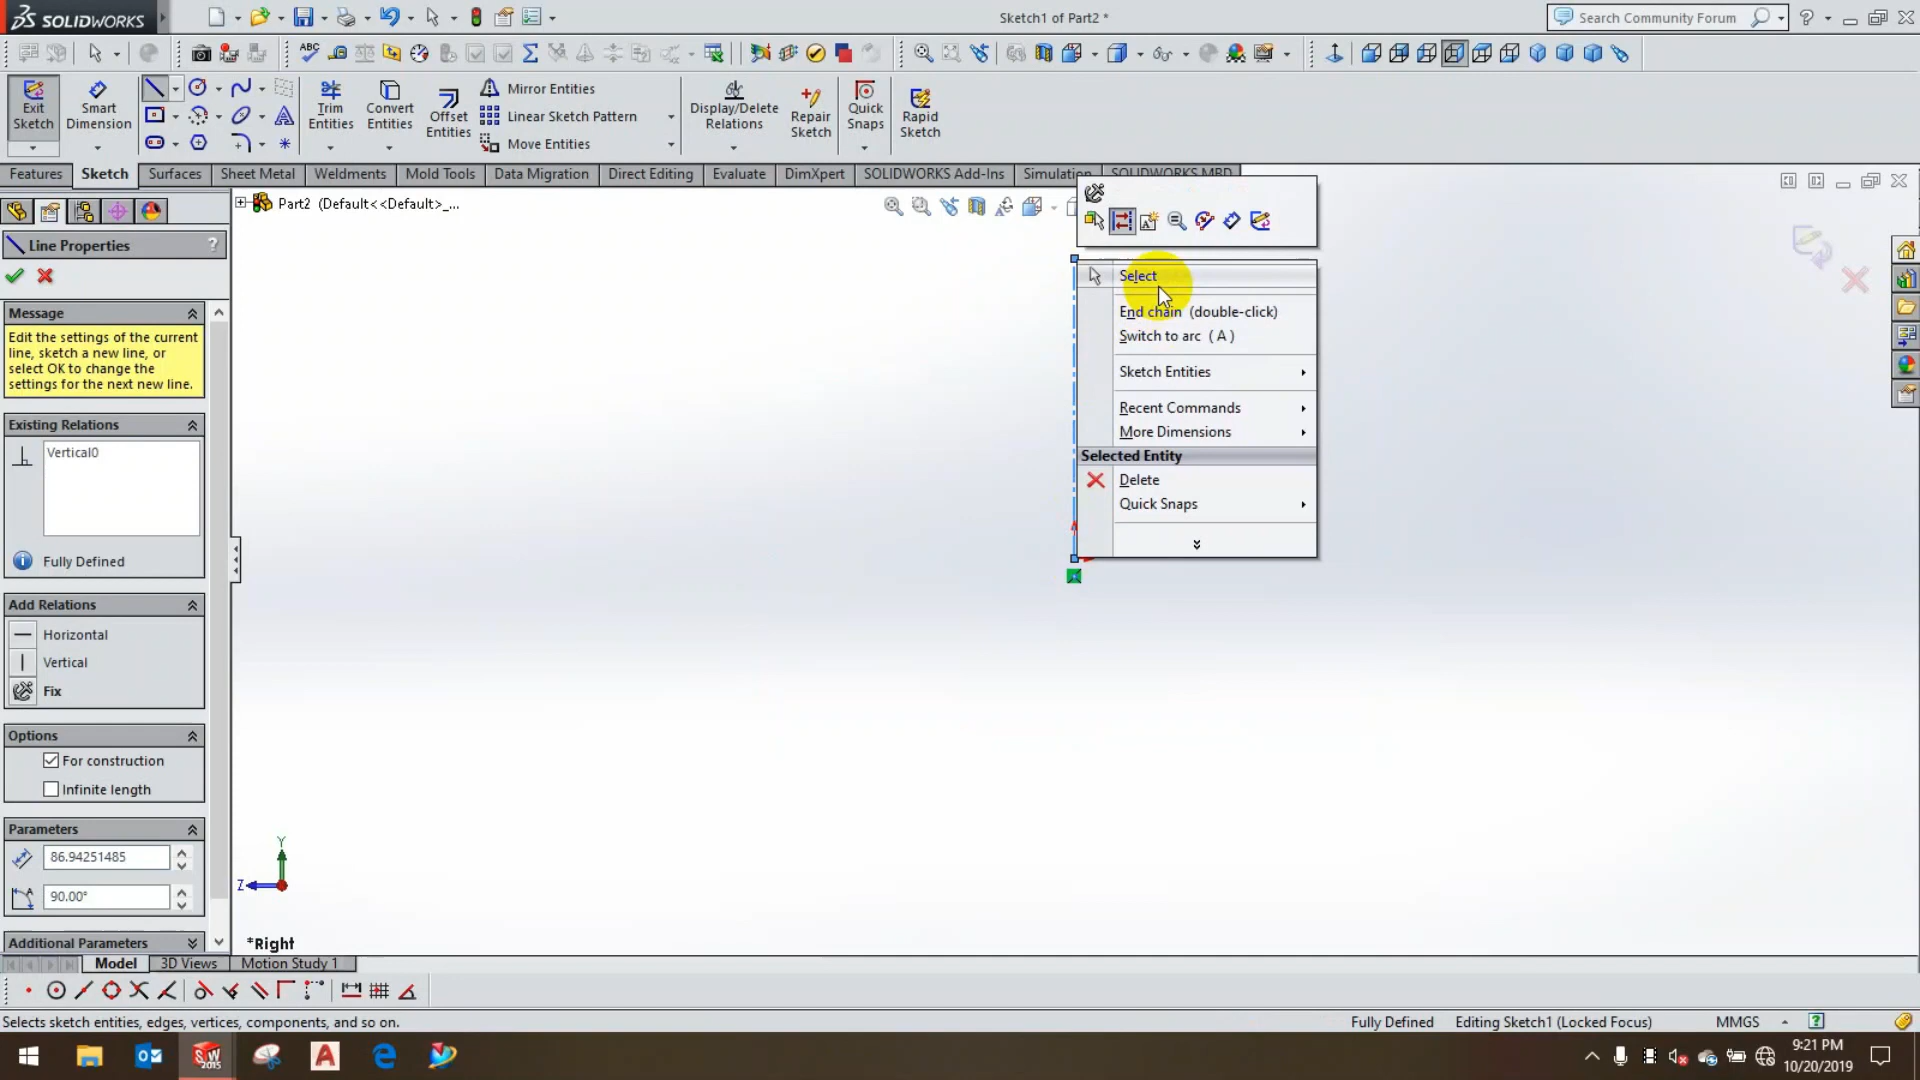 SOLIDWORKS
Sketch1 of Part2 *
Search Community Forum
Exit Sketch
Smart Dimension
Trim Entities
Convert Entities
Offset Entities
Mirror Entities
Linear Sketch Pattern
Move Entities
Display/Delete Relations
Repair Sketch
Quick Snaps
Rapid Sketch
Features Sketch Surfaces Sheet Metal Weldments Mold Tools Data Migration Direct Editing Evaluate DimXpert SOLIDWORKS Add-Ins Simulation SOLIDWORKS MBD
Part2 (Default<<Default>_...
Line Properties ?
Message
Edit the settings of the current
line, sketch a new line, or
select OK to change the
settings for the next new line.
Existing Relations
Vertical0
Fully Defined
Add Relations
Horizontal
Vertical
Fix
Options
For construction
Infinite length
Parameters
86.94251485
90.00°
Additional Parameters
Select
End chain (double-click)
Switch to arc ( A )
Sketch Entities
Recent Commands
More Dimensions
Selected Entity
Delete
Quick Snaps
Y
Z
*Right
Model 3D Views Motion Study 1
Selects sketch entities, edges, vertices, components, and so on.
Fully Defined Editing Sketch1 (Locked Focus) MMGS
9:21 PM
10/20/2019